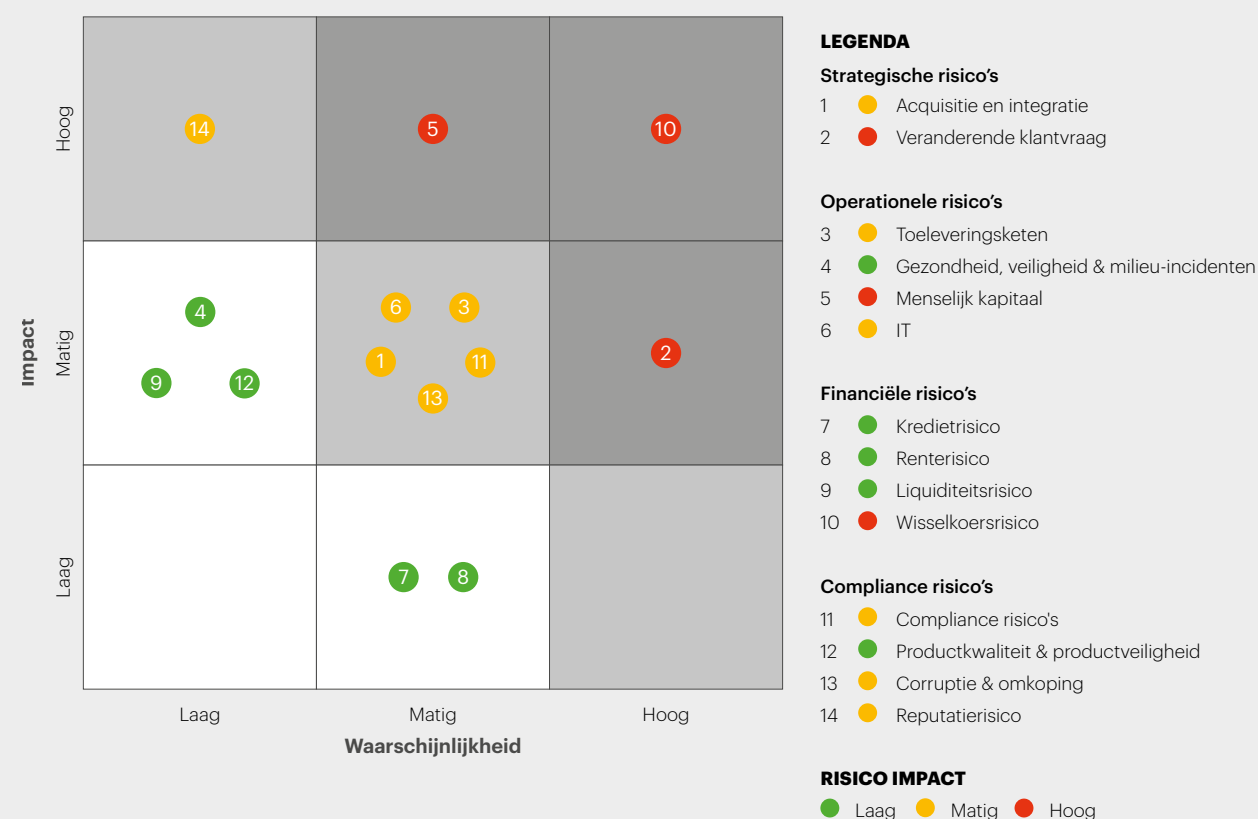 Impact
Hoog
14
5
10
Matig
4
6
3
2
1
11
9
12
13
Laag
7
8
Laag
Matig
Hoog
Waarschijnlijkheid
LEGENDA
Strategische risico’s
1 Acquisitie en integratie
2 Veranderende klantvraag
Operationele risico’s
3 Toeleveringsketen
4 Gezondheid, veiligheid & milieu-incidenten
5 Menselijk kapitaal
6 IT
Financiële risico’s
7 Kredietrisico
8 Renterisico
9 Liquiditeitsrisico
10 Wisselkoersrisico
Compliance risico’s
11 Compliance risico's
12 Productkwaliteit & productveiligheid
13 Corruptie & omkoping
14 Reputatierisico
RISICO IMPACT
Laag Matig Hoog